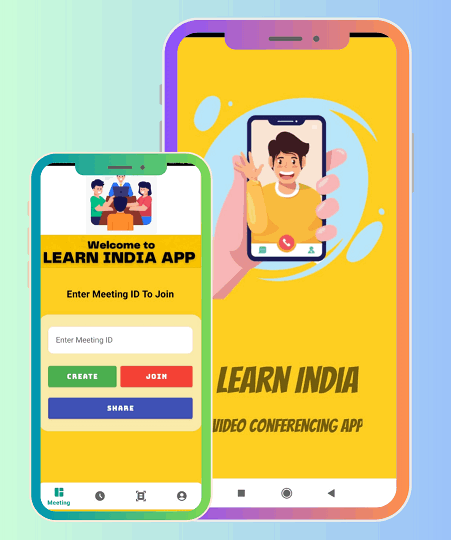 Welcome to
LEARN INDIA APP
Enter Meeting ID To Join
Enter Meeting ID
CREATE
JOIN
SHARE
Meeting
LEARN INDIA
VIDEO CONFERENCING APP